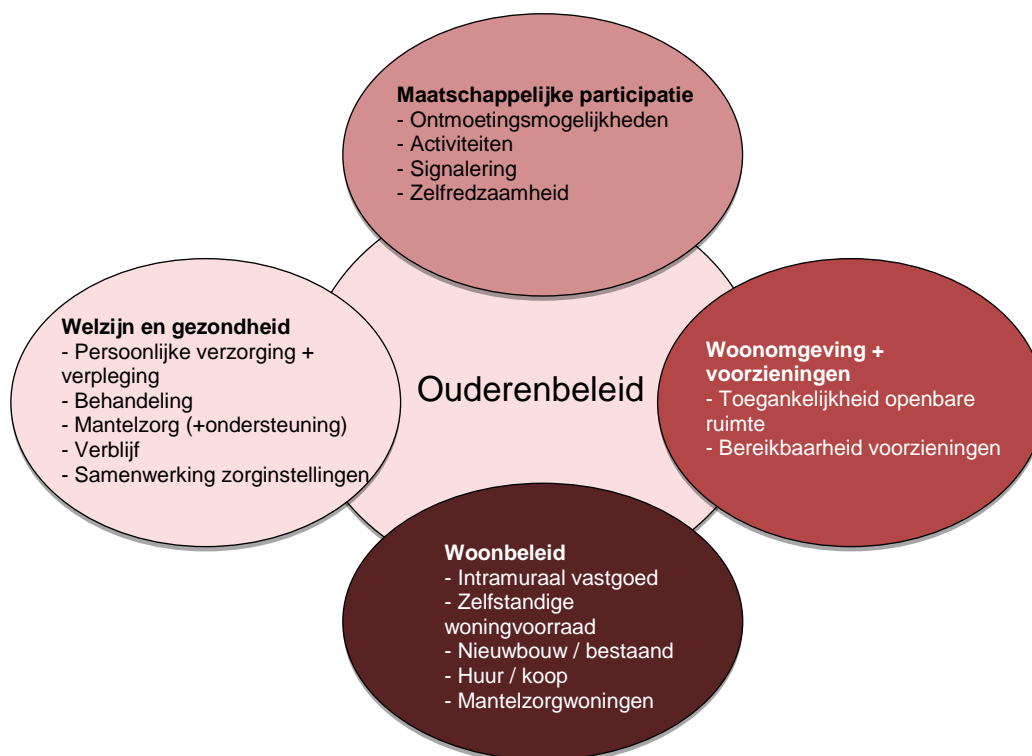 Maatschappelijke participatie
- Ontmoetingsmogelijkheden
- Activiteiten
- Signalering
- Zelfredzaamheid
Welzijn en gezondheid
- Persoonlijke verzorging +
verpleging
- Behandeling
- Mantelzorg (+ondersteuning)
- Verblijf
- Samenwerking zorginstellingen
Ouderenbeleid
Woonomgeving +
voorzieningen
- Toegankelijkheid openbare
ruimte
- Bereikbaarheid voorzieningen
Woonbeleid
- Intramuraal vastgoed
- Zelfstandige
woningvoorraad
- Nieuwbouw / bestaand
- Huur / koop
- Mantelzorgwoningen